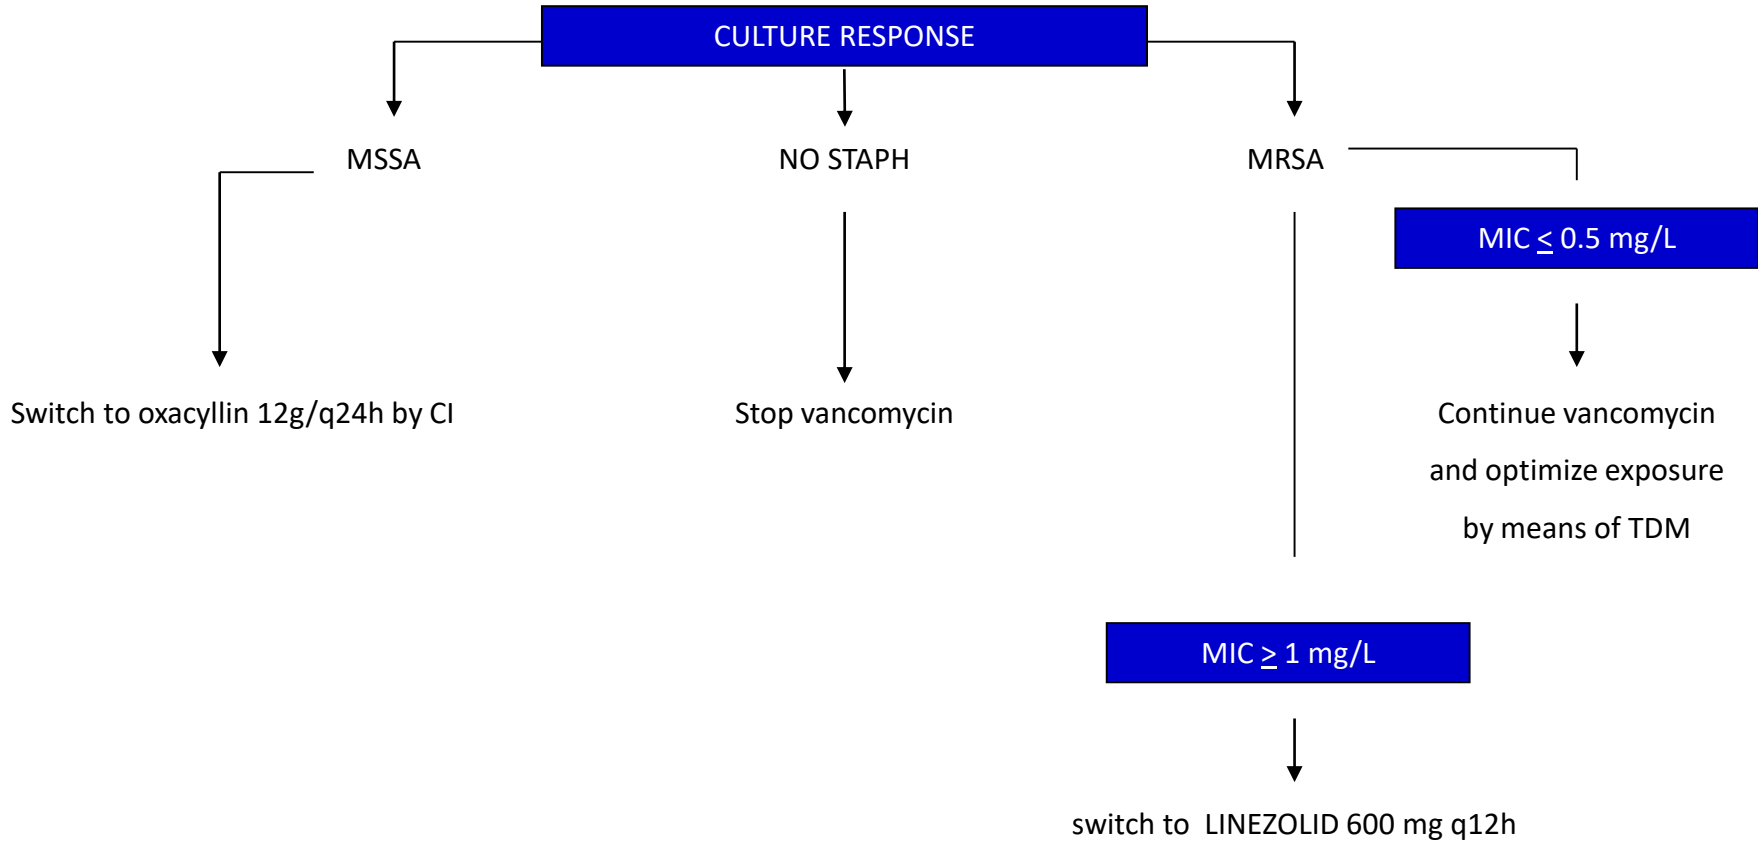 CULTURE RESPONSE
MSSA
NO STAPH
MRSA
MIC ≤ 0.5 mg/L
Switch to oxacyllin 12g/q24h by CI
Stop vancomycin
Continue vancomycin
and optimize exposure
by means of TDM
MIC ≥ 1 mg/L
switch to LINEZOLID 600 mg q12h